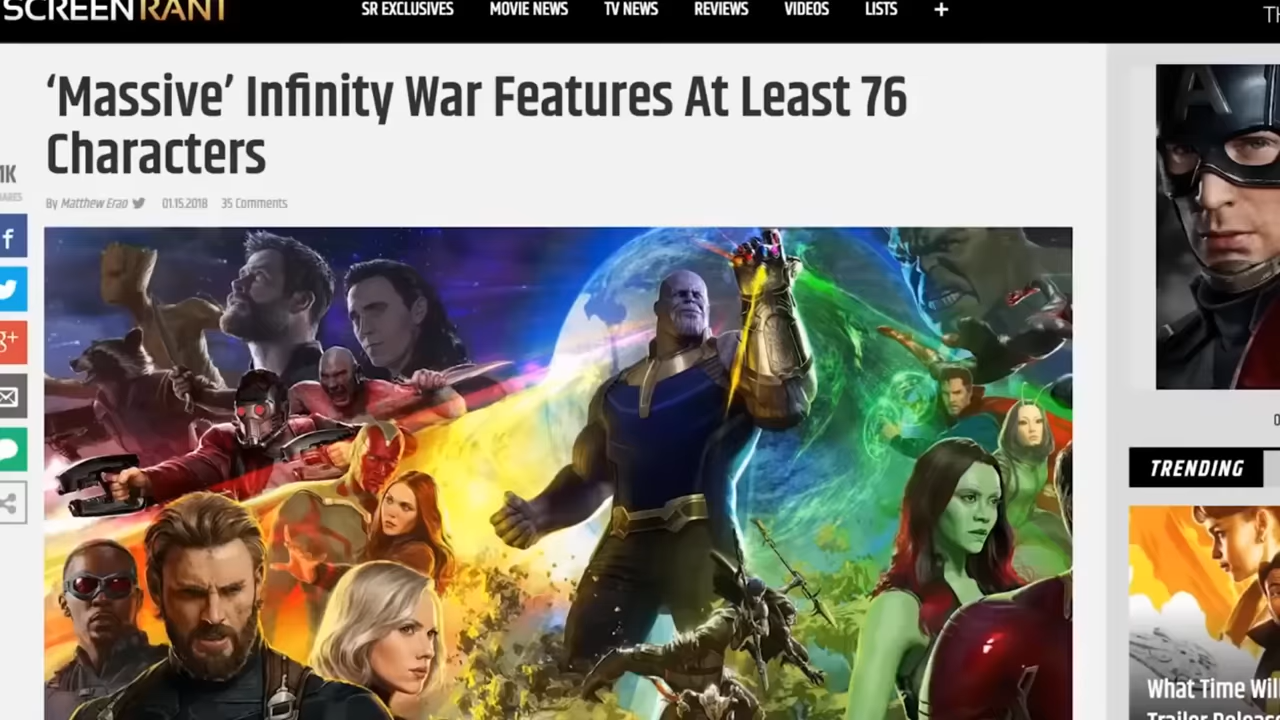 SCREENRANT
SR EXCLUSIVES MOVIE NEWS TV NEWS REVIEWS VIDEOS LISTS +
‘Massive’ Infinity War Features At Least 76
Characters
By Matthew Erao 01.15.2018 35 Comments
f
g+
A
TRENDING
What Time Will